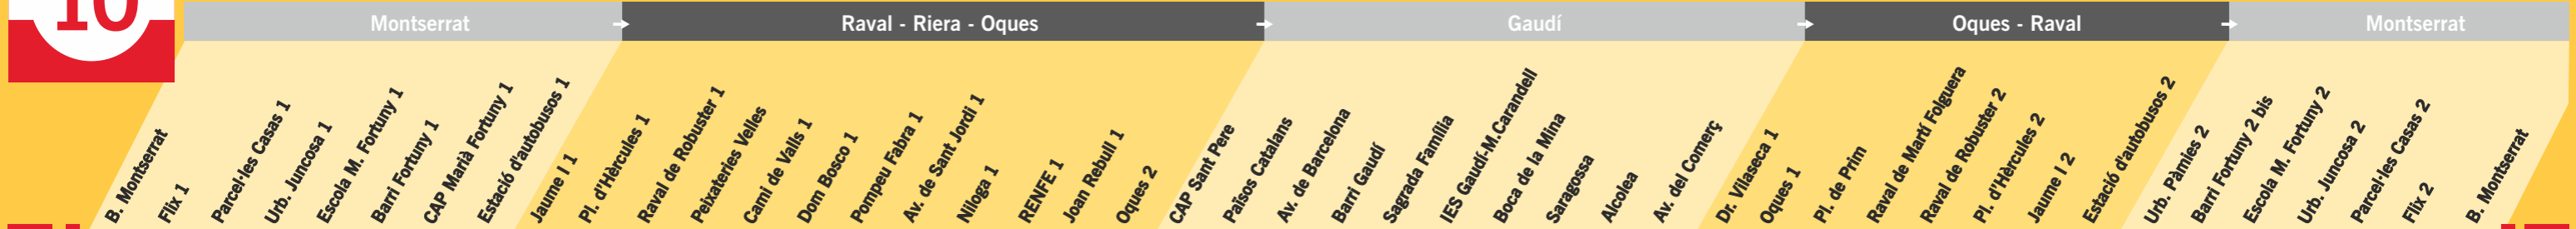 10
Montserrat
Raval - Riera - Oques
Gaudí
Oques - Raval
Montserrat
B. Montserrat
Flix 1
Parcel·les Casas 1
Urb. Juncosa 1
Escola M. Fortuny 1
Barri Fortuny 1
CAP Marià Fortuny 1
Estació d'autobusos 1
Jaume I 1
Pl. d'Hèrcules 1
Raval de Robuster 1
Peixateries Velles
Camí de Valls 1
Dom Bosco 1
Pompeu Fabra 1
Av. de Sant Jordi 1
Niloga 1
RENFE 1
Joan Rebull 1
Oques 2
CAP Sant Pere
Països Catalans
Av. de Barcelona
Barri Gaudí
Sagrada Família
IES Gaudí-M.Carandell
Boca de la Mina
Saragossa
Alcolea
Av. del Comerç
Dr. Vilaseca 1
Oques 1
Pl. de Prim
Raval de Martí Folguera
Raval de Robuster 2
Pl. d'Hèrcules 2
Jaume I 2
Estació d'autobusos 2
Urb. Pàmies 2
Barri Fortuny 2 bis
Escola M. Fortuny 2
Urb. Juncosa 2
Parcel·les Casas 2
Flix 2
B. Montserrat